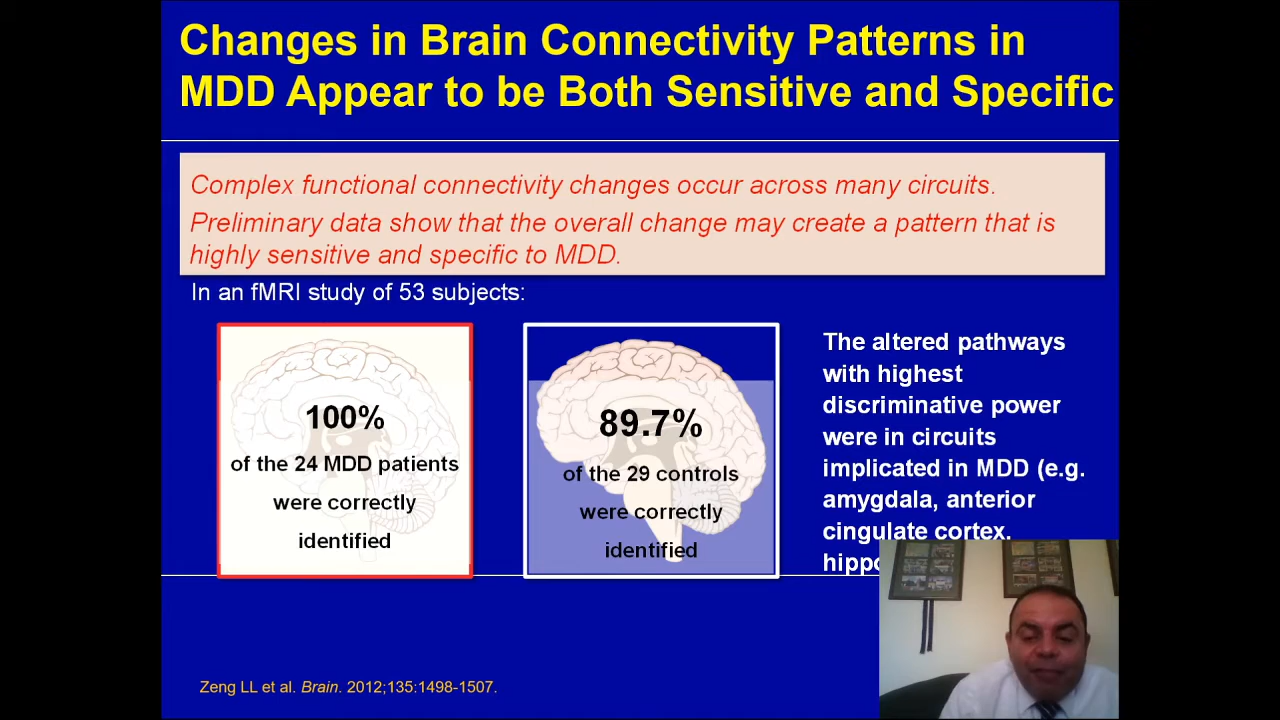 Changes in Brain Connectivity Patterns in
MDD Appear to be Both Sensitive and Specific
Complex functional connectivity changes occur across many circuits.
Preliminary data show that the overall change may create a pattern that is
highly sensitive and specific to MDD.
In an fMRI study of 53 subjects:
100%
of the 24 MDD patients
were correctly
identified
89.7%
of the 29 controls
were correctly
identified
The altered pathways
with highest
discriminative power
were in circuits
implicated in MDD (e.g.
amygdala, anterior
cingulate cortex.
Zeng LL et al. Brain. 2012;135:1498-1507.